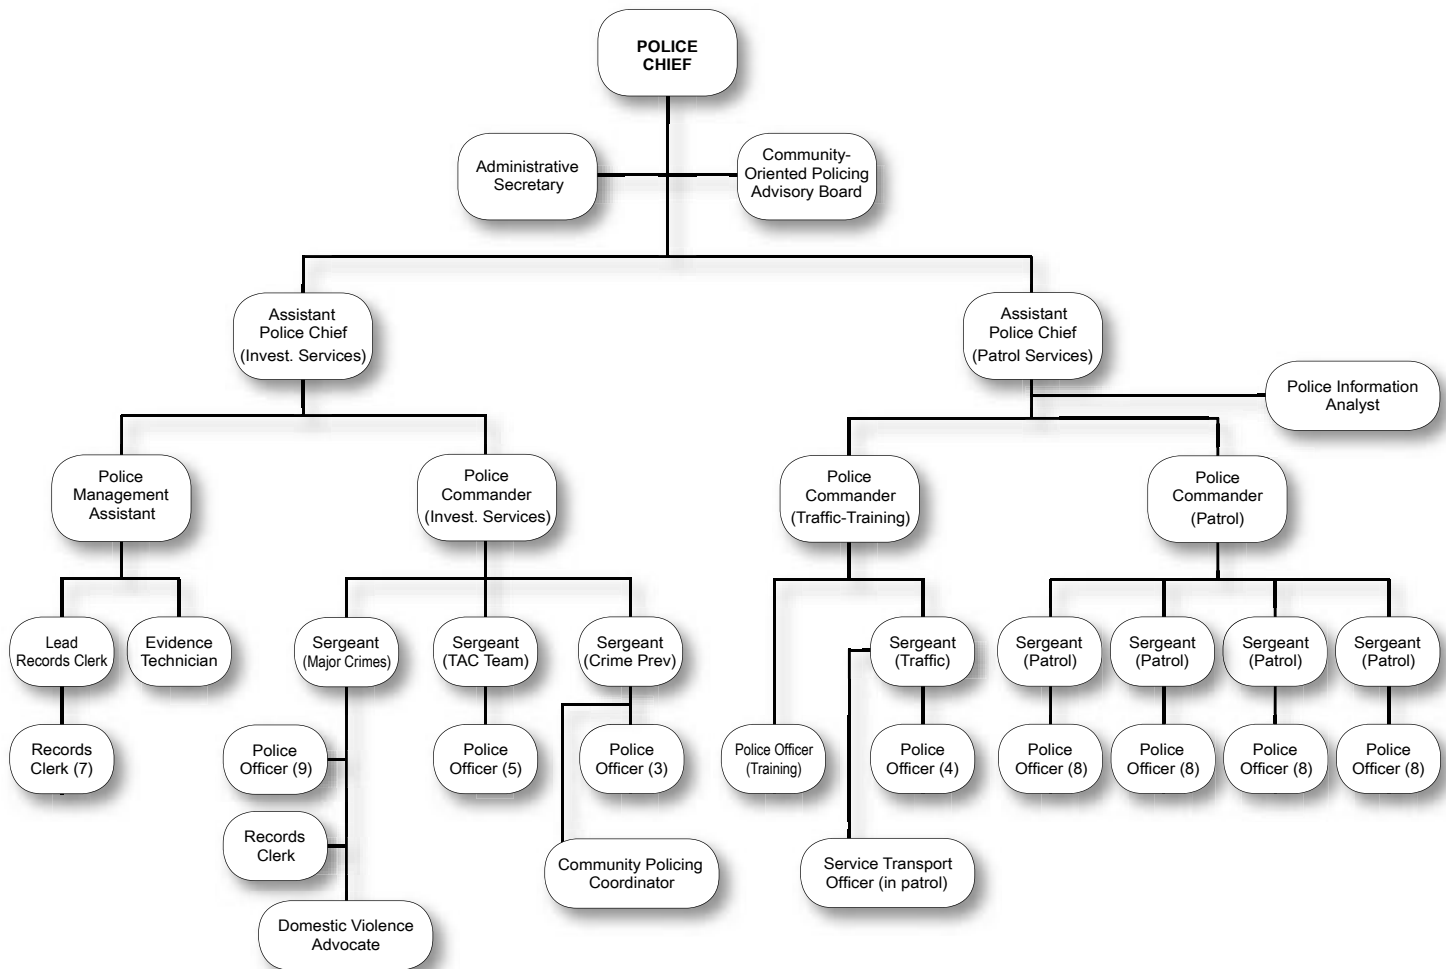 POLICE
CHIEF
Administrative
Secretary
Community-
Oriented Policing
Advisory Board
Assistant
Police Chief
(Invest. Services)
Assistant
Police Chief
(Patrol Services)
Police Information
Analyst
Police
Management
Assistant
Police
Commander
(Invest. Services)
Police
Commander
(Traffic-Training)
Police
Commander
(Patrol)
Lead
Records Clerk
Evidence
Technician
Sergeant
(Major Crimes)
Sergeant
(TAC Team)
Sergeant
(Crime Prev)
Sergeant
(Traffic)
Sergeant
(Patrol)
Sergeant
(Patrol)
Sergeant
(Patrol)
Sergeant
(Patrol)
Records
Clerk (7)
Police
Officer (9)
Police
Officer (5)
Police
Officer (3)
Police Officer
(Training)
Police
Officer (4)
Police
Officer (8)
Police
Officer (8)
Police
Officer (8)
Police
Officer (8)
Records
Clerk
Community Policing
Coordinator
Service Transport
Officer (in patrol)
Domestic Violence
Advocate